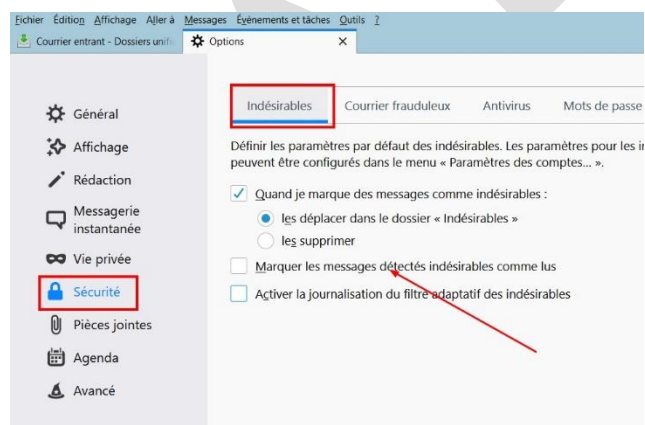 Fichier Édition Affichage Aller à Messages Évènements et tâches Outils ?
Courrier entrant - Dossiers unifi
Options
Indésirables Courrier frauduleux Antivirus Mots de passe
Général
Affichage
Rédaction
Messagerie
instantanée
Vie privée
Sécurité
Pièces jointes
Agenda
Avancé
Définir les paramètres par défaut des indésirables. Les paramètres pour les i
peuvent être configurés dans le menu « Paramètres des comptes... ».
Quand je marque des messages comme indésirables :
les déplacer dans le dossier « Indésirables »
les supprimer
Marquer les messages détectés indésirables comme lus
Activer la journalisation du filtre adaptatif des indésirables